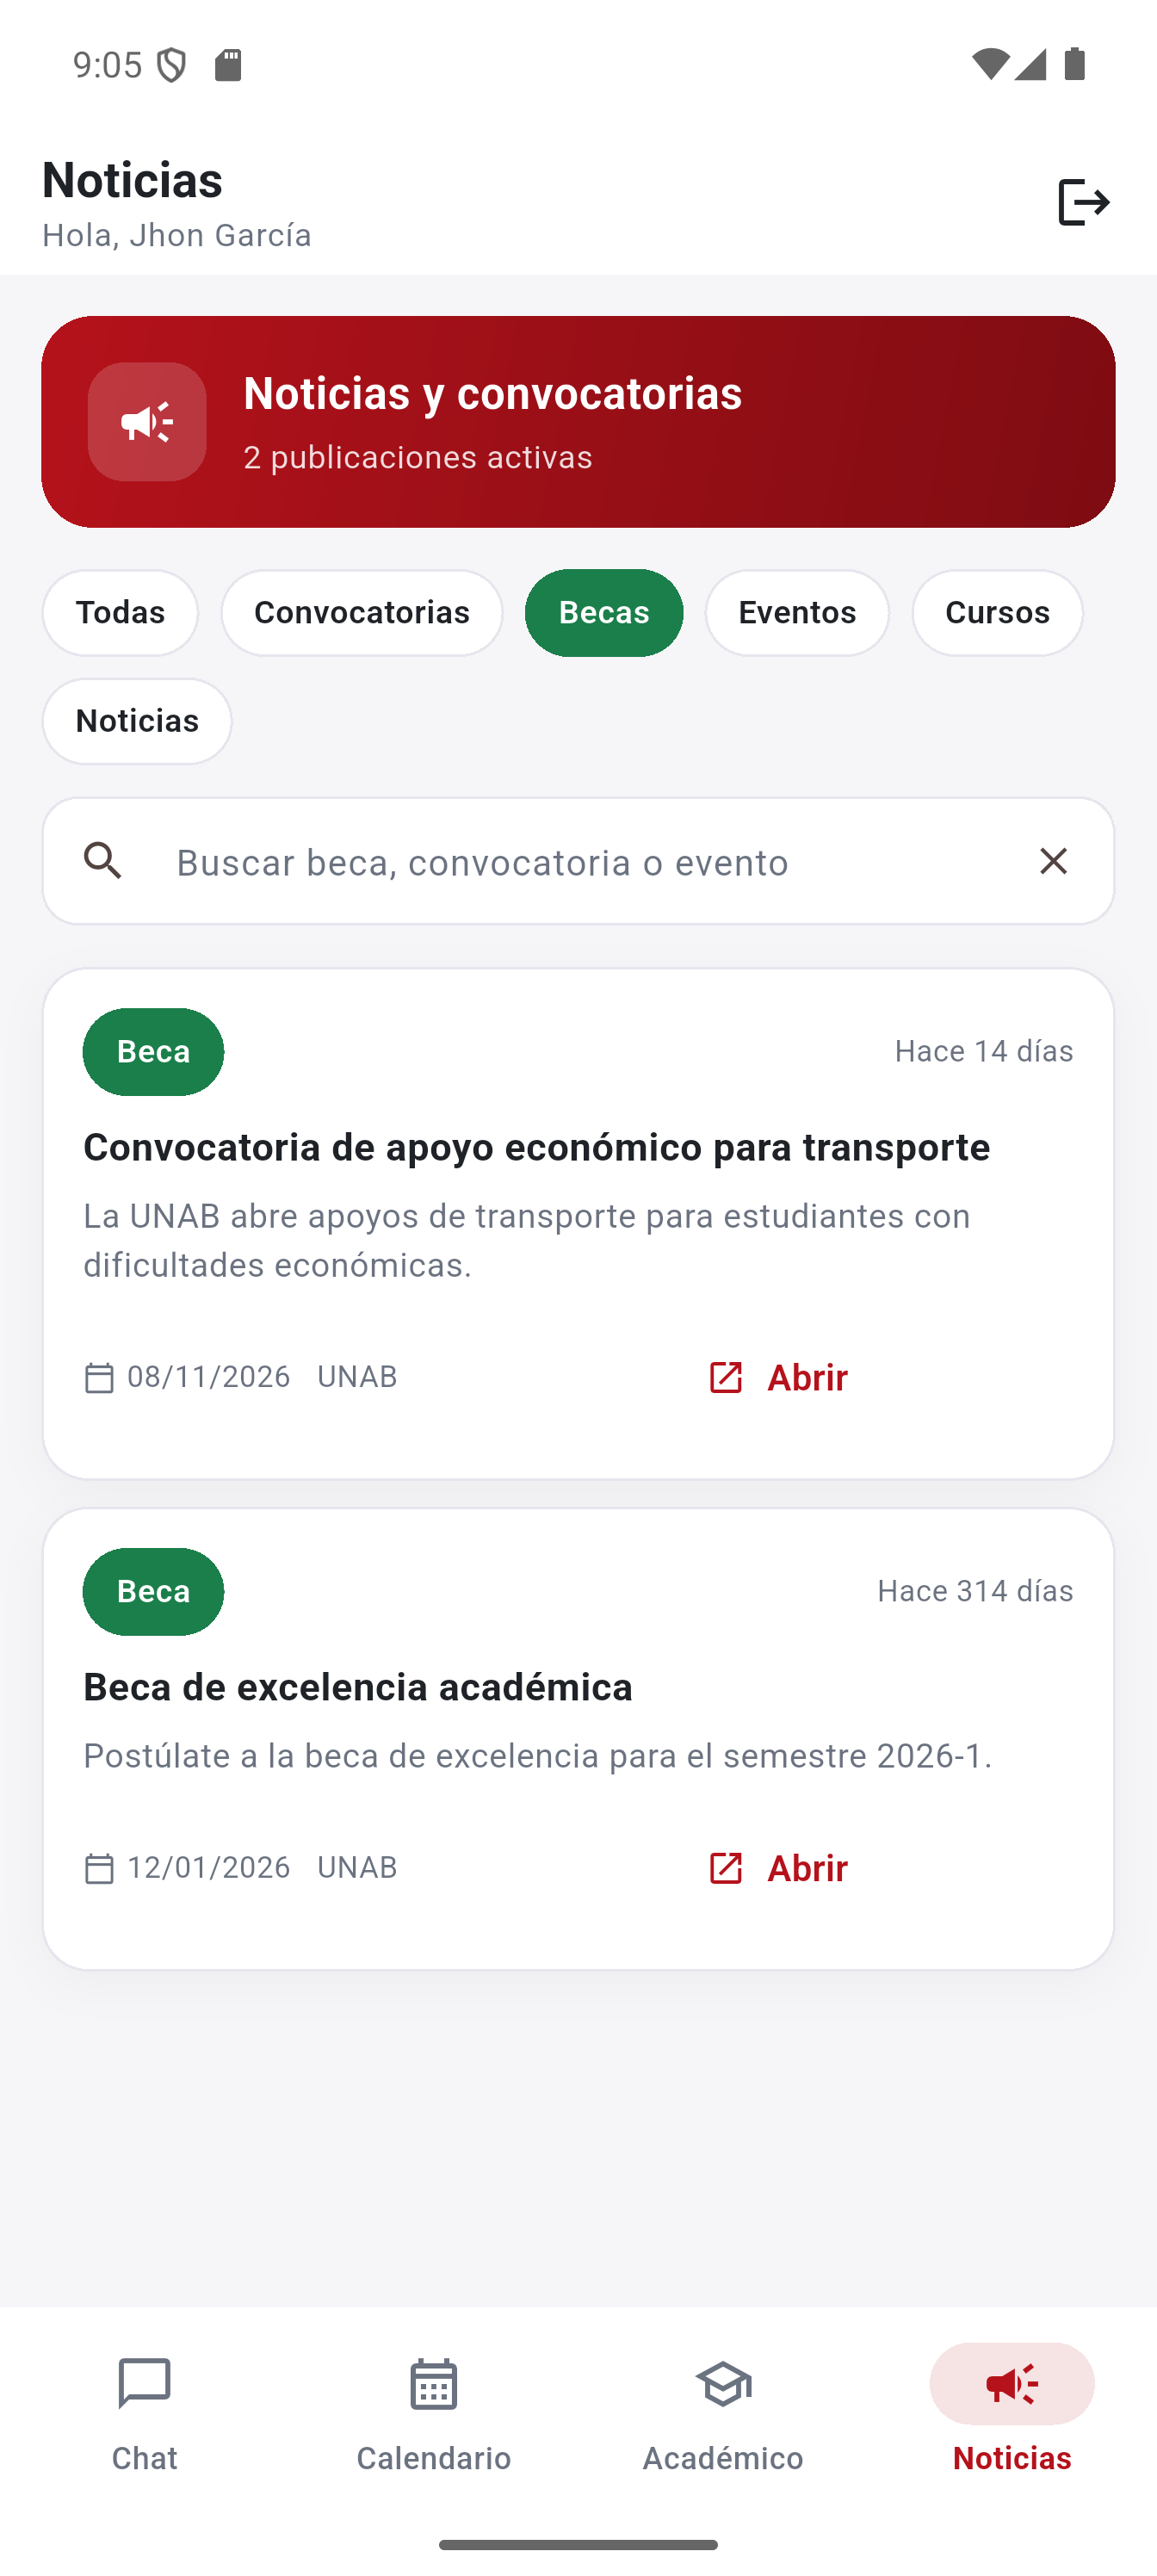 9:05
Noticias
Hola, Jhon García
Noticias y convocatorias
2 publicaciones activas
Todas
Convocatorias
Becas
Eventos
Cursos
Noticias
Buscar beca, convocatoria o evento
Beca
Hace 14 días
Convocatoria de apoyo económico para transporte
La UNAB abre apoyos de transporte para estudiantes con
dificultades económicas.
08/11/2026 UNAB
Abrir
Beca
Hace 314 días
Beca de excelencia académica
Postúlate a la beca de excelencia para el semestre 2026-1.
12/01/2026 UNAB
Abrir
Chat
Calendario
Académico
Noticias